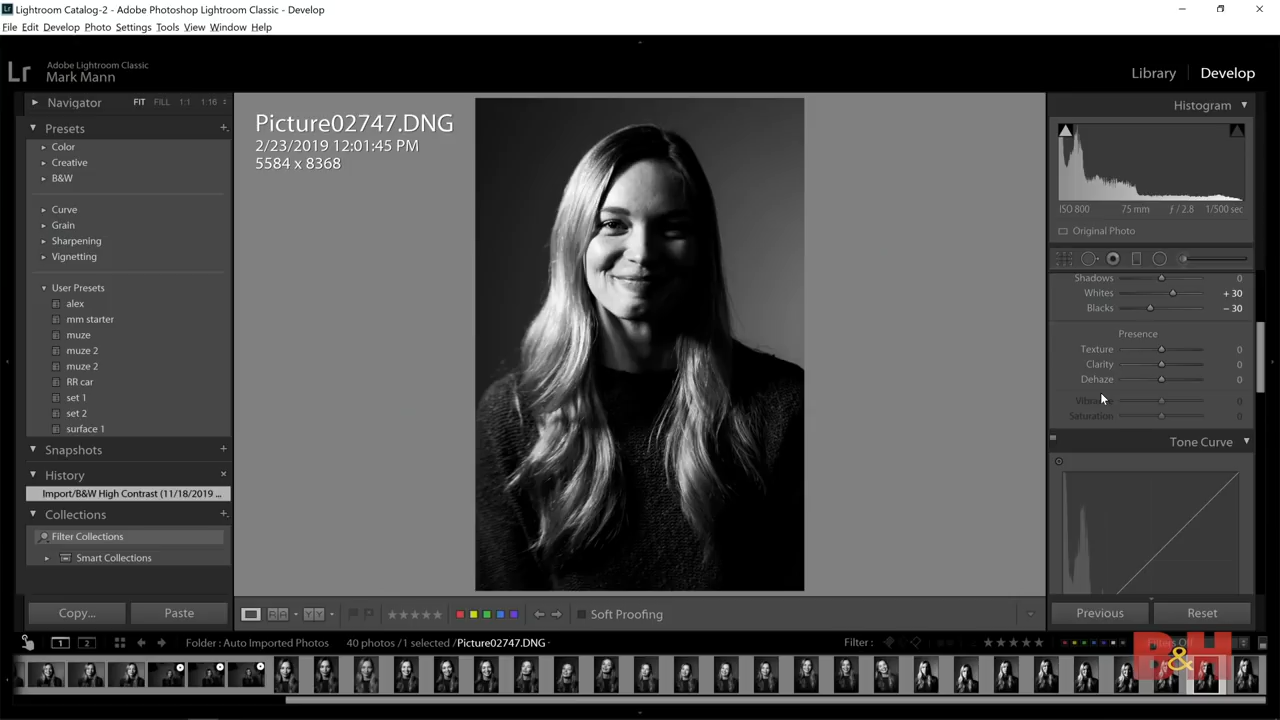 Lightroom Catalog-2 - Adobe Photoshop Lightroom Classic - Develop
File Edit Develop Photo Settings Tools View Window Help
Lr
Adobe Lightroom Classic
Mark Mann
Library
Develop
Navigator FIT FILL 1:1 1:16
Presets +
Color
Creative
B&W
Curve
Grain
Sharpening
Vignetting
User Presets
alex
mm starter
muze
muze 2
muze 2
RR car
set 1
set 2
surface 1
Snapshots +
History ×
Import/B&W High Contrast (11/18/2019 ...
Collections +
Filter Collections
Smart Collections
Copy...
Paste
Picture02747.DNG
2/23/2019 12:01:45 PM
5584 x 8368
Soft Proofing
Histogram
ISO 800 75 mm ƒ / 2.8 1/500 sec
Original Photo
Shadows 0
Whites + 30
Blacks – 30
Presence
Texture 0
Clarity 0
Dehaze 0
0
Saturation 0
Tone Curve
Previous
Reset
1 2
Folder : Auto Imported Photos
40 photos / 1 selected / Picture02747.DNG
Filter :
B&H